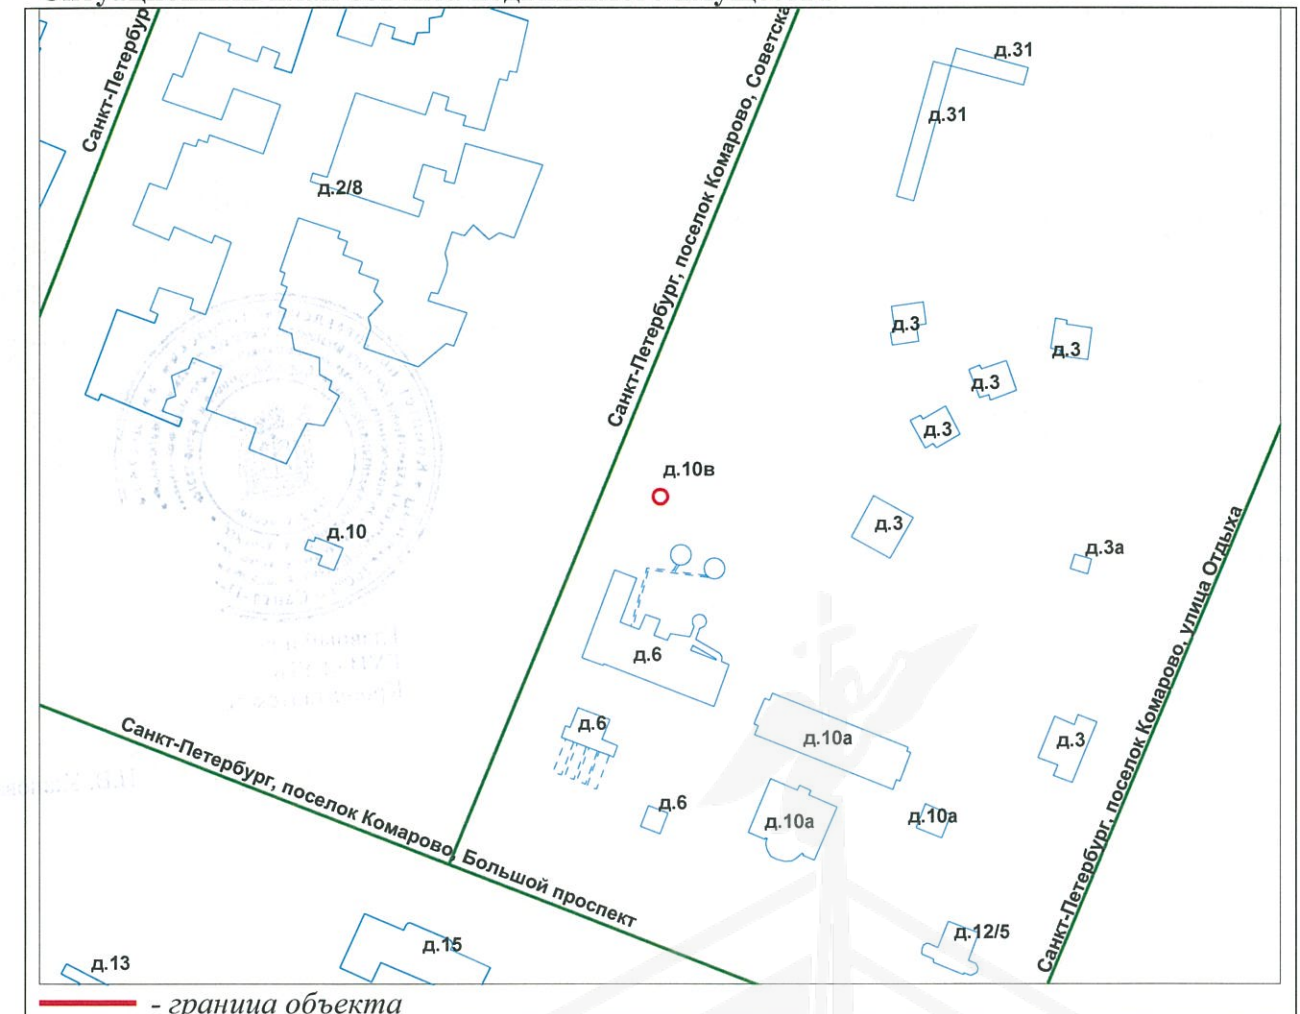 Санкт-Петербур
Санкт-Петербург, поселок Комарово, Советска
д.31
д.31
д.2/8
д.3
д.3
д.3
д.3
д.10в
д.10
д.3
д.3а
Санкт-Петербург, поселок Комарово, улица Отдыха
д.6
д.6
д.10а
д.3
д.6
д.10а
д.10а
Санкт-Петербург, поселок Комарово, Большой проспект
д.12/5
д.15
д.13
- граница объекта